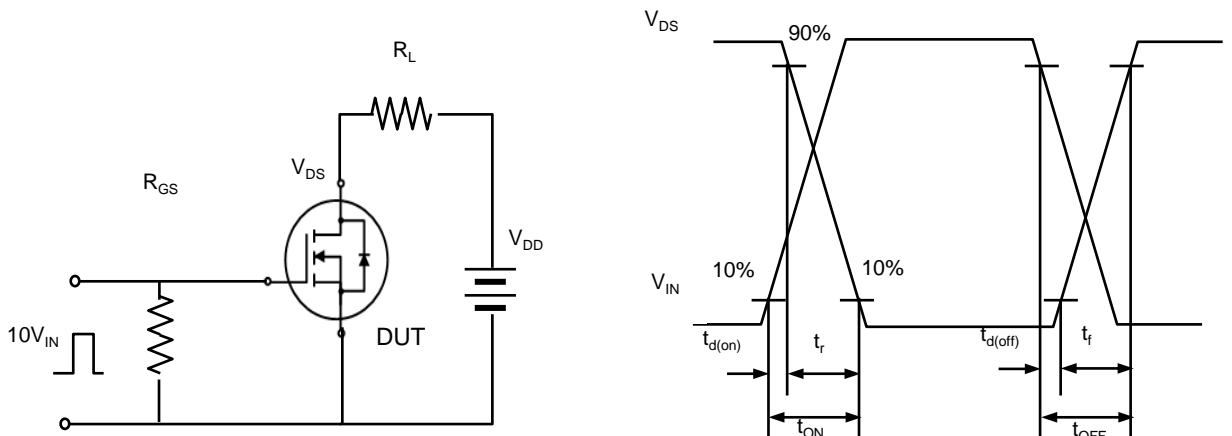 R_L
V_DS
R_GS
V_DD
10V_IN
DUT
V_DS
90%
10%
10%
V_IN
t_d(on)
t_r
t_d(off)
t_f
t_ON
t_OFF